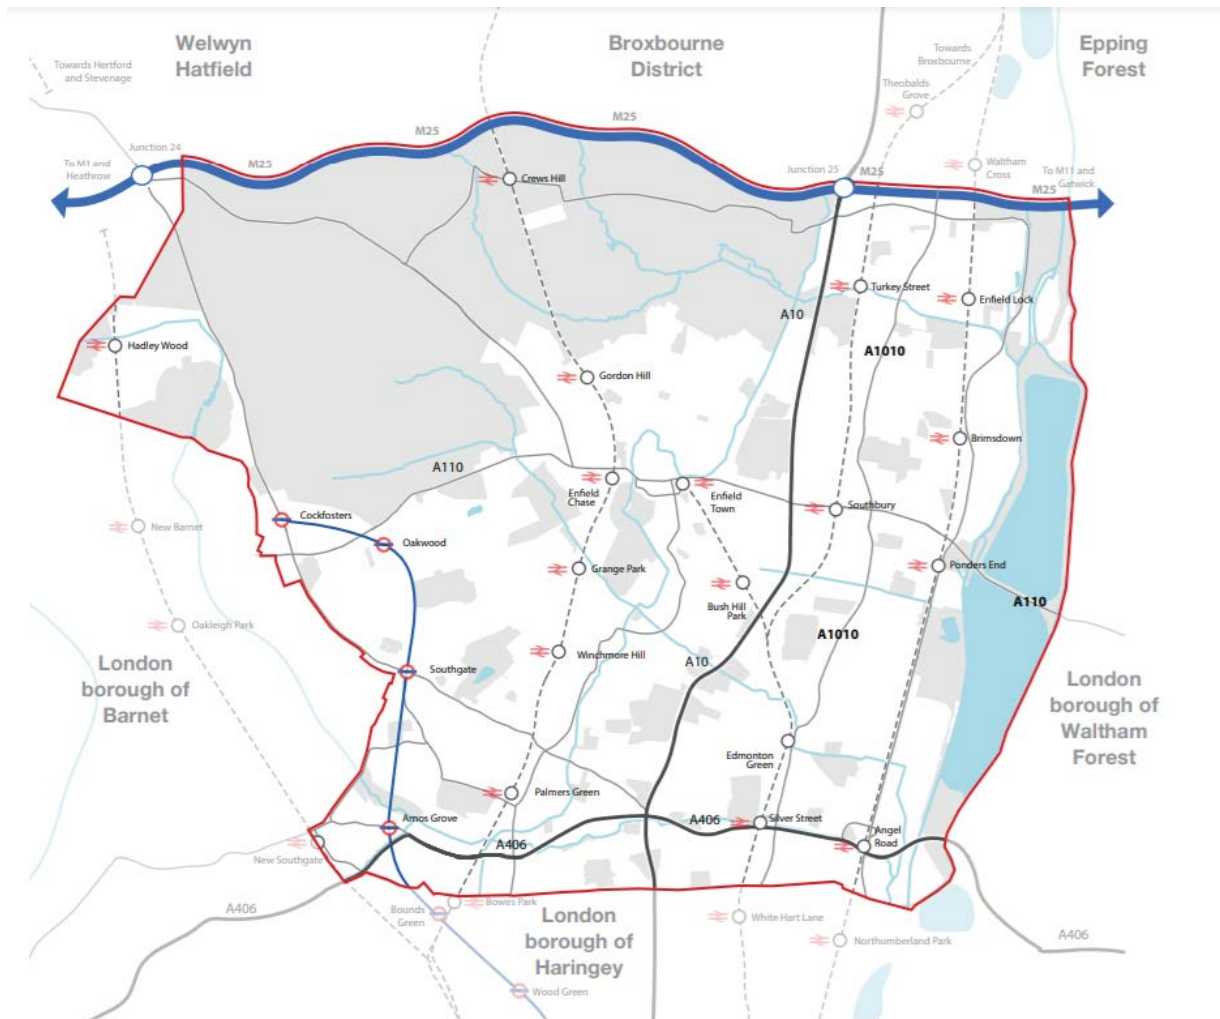 Welwyn
Hatfield
Broxbourne
District
Epping
Forest
Towards Hertford
and Stevenage
Towards
Broxbourne
Theobalds
Grove
M25
M25
Junction 24
To M1 and
Heathrow
M25
Junction 25
M25
Waltham
Cross
To M11 and
Gatwick
M25
Crews Hill
Turkey Street
Enfield Lock
A10
A1010
Hadley Wood
Gordon Hill
Brimsdown
A110
Enfield
Chase
Enfield
Town
Southbury
Cockfosters
New Barnet
Oakwood
Grange Park
Ponders End
Bush Hill
Park
A110
Oakleigh Park
A1010
Winchmore Hill
A10
Southgate
London
borough of
Barnet
London
borough of
Waltham
Forest
Edmonton
Green
Palmers Green
Arnos Grove
A406
Silver Street
Angel
Road
A406
New Southgate
Bowes Park
Bounds
Green
A406
London
borough of
Haringey
White Hart Lane
Northumberland Park
A406
Wood Green